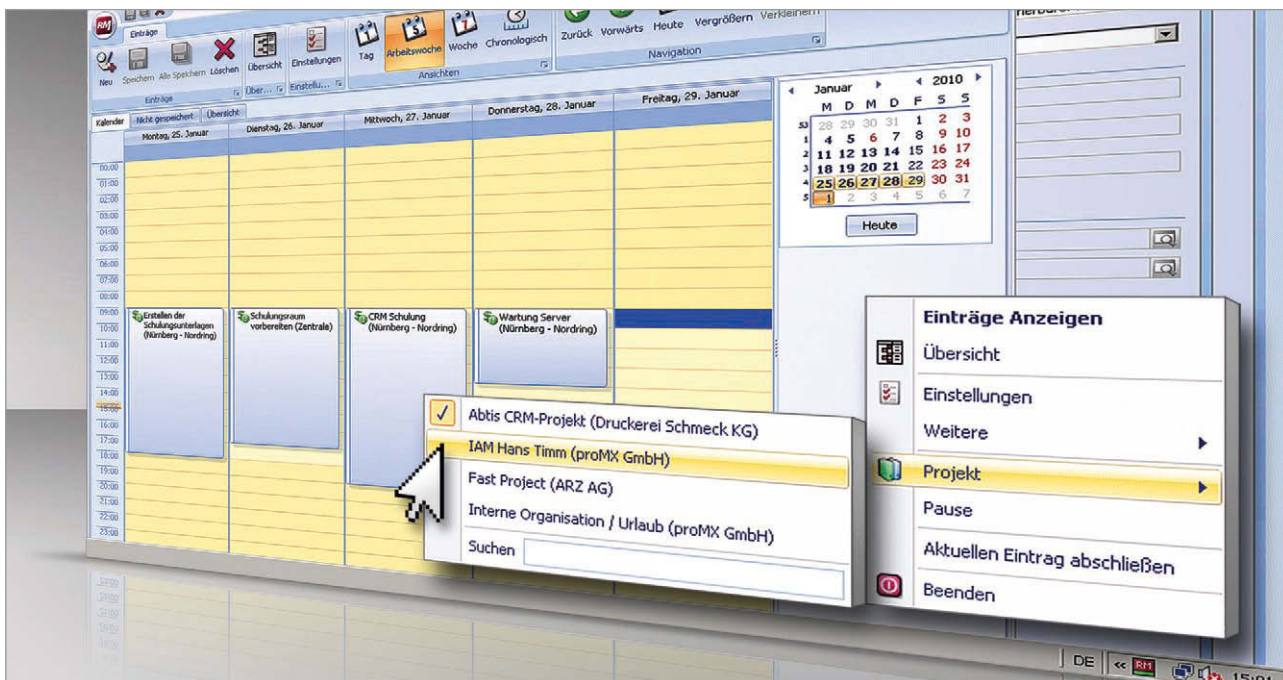 RM
Einträge
Neu Speichern Alle Speichern Löschen Übersicht Einstellungen Tag Arbeitswoche Woche Chronologisch Zurück Vorwärts Heute Vergrößern Verkleinern
Einträge Über... Einstellu... Ansichten Navigation
Kalender Nicht gespeichert Übersicht
Montag, 25. Januar Dienstag, 26. Januar Mittwoch, 27. Januar Donnerstag, 28. Januar Freitag, 29. Januar
Januar 2010
M D M D F S S
53 28 29 30 31 1 2 3
1 4 5 6 7 8 9 10
2 11 12 13 14 15 16 17
3 18 19 20 21 22 23 24
4 25 26 27 28 29 30 31
5 1 2 3 4 5 6 7
Heute
00:00
01:00
02:00
03:00
04:00
05:00
06:00
07:00
09:00
10:00
11:00
12:00
13:00
14:00
15:00
16:00
17:00
18:00
19:00
20:00
21:00
22:00
23:00
Erstellen der
Schulungsunterlagen
(Nürnberg - Nordring)
Schulungsraum
vorbereiten (Zentrale)
CRM Schulung
(Nürnberg - Nordring)
Wartung Server
(Nürnberg - Nordring)
Abtis CRM-Projekt (Druckerei Schmeck KG)
IAM Hans Timm (proMX GmbH)
Fast Project (ARZ AG)
Interne Organisation / Urlaub (proMX GmbH)
Suchen
Einträge Anzeigen
Übersicht
Einstellungen
Weitere
Projekt
Pause
Aktuellen Eintrag abschließen
Beenden
DE « RM 15:01